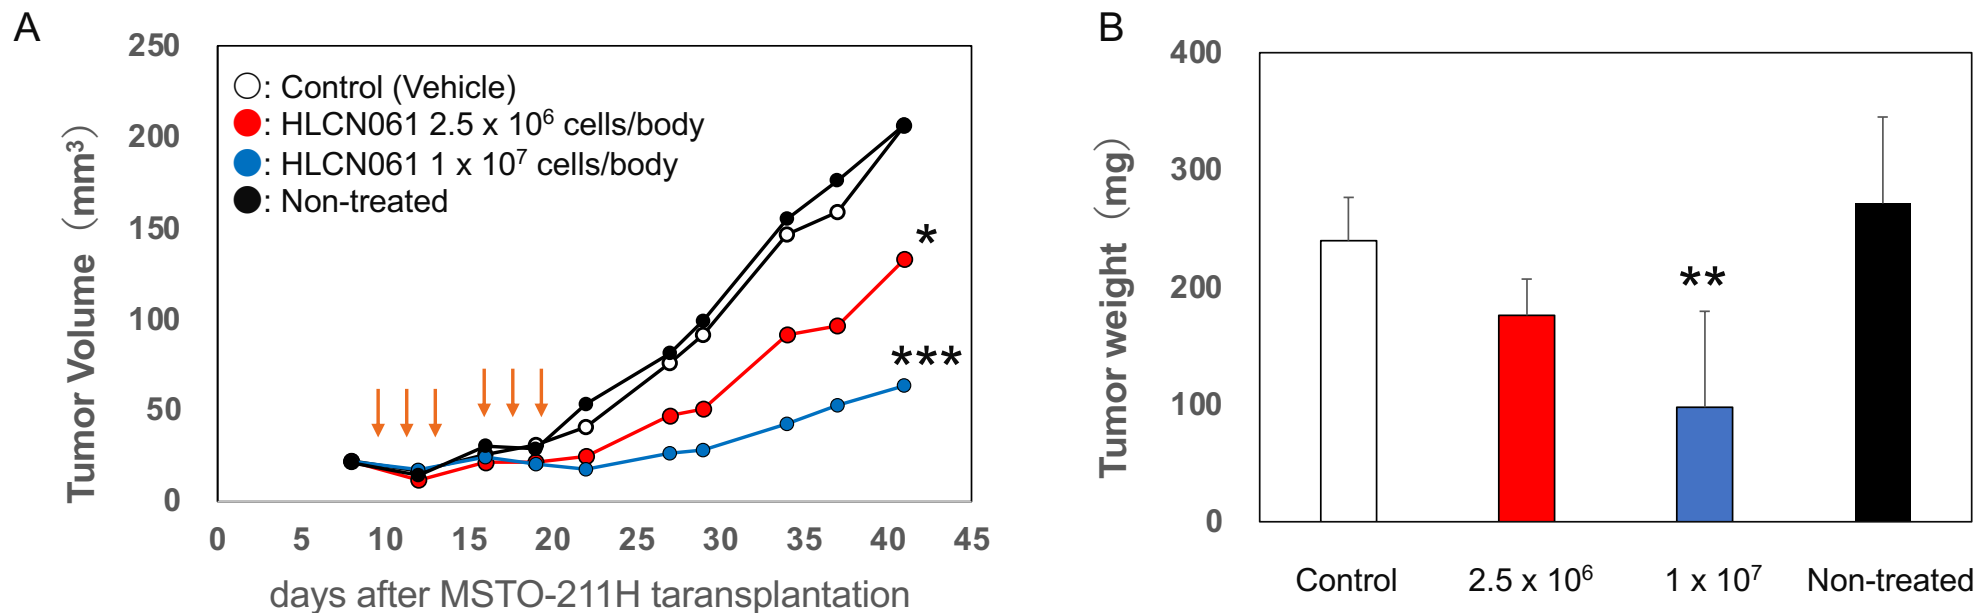 A
250
200
150
100
50
0
Tumor Volume（mm³）
: Control (Vehicle)
: HLCN061 2.5 x 10⁶ cells/body
: HLCN061 1 x 10⁷ cells/body
: Non-treated
*
***
0 5 10 15 20 25 30 35 40 45
days after MSTO-211H taransplantation
B
400
300
200
100
0
Tumor weight（mg）
**
Control 2.5 x 10⁶ 1 x 10⁷ Non-treated